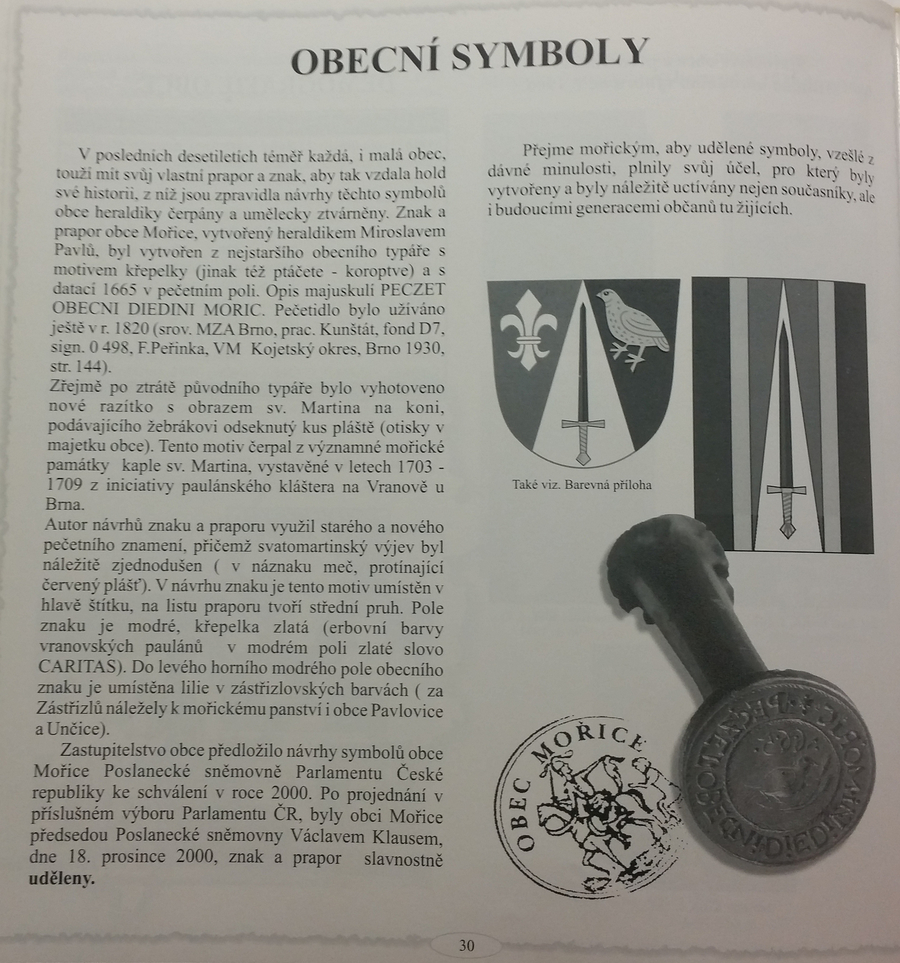 OBECNÍ SYMBOLY
V posledních desetiletích téměř každá, i malá obec,
touží mít svůj vlastní prapor a znak, aby tak vzdala hold
své historii, z níž jsou zpravidla návrhy těchto symbolů
obce heraldiky čerpány a umělecky ztvárněny. Znak a
prapor obce Mořice, vytvořený heraldikem Miroslavem
Pavlů, byl vytvořen z nejstaršího obecního typáře s
motivem křepelky (jinak též ptáčete - koroptve) a s
datací 1665 v pečetním poli. Opis majuskulí PECZET
OBECNI DIEDINI MORIC. Pečetidlo bylo užíváno
ještě v r. 1820 (srov. MZA Brno, prac. Kunštát, fond D7,
sign. 0 498, F.Peřinka, VM Kojetský okres, Brno 1930,
str. 144).
Zřejmě po ztrátě původního typáře bylo vyhotoveno
nové razítko s obrazem sv. Martina na koni,
podávajícího žebrákovi odseknutý kus pláště (otisky v
majetku obce). Tento motiv čerpal z významné mořické
památky kaple sv. Martina, vystavěné v letech 1703 -
1709 z iniciativy paulánského kláštera na Vranově u
Brna.
Autor návrhů znaku a praporu využil starého a nového
pečetního znamení, přičemž svatomartinský výjev byl
náležitě zjednodušen ( v náznaku meč, protínající
červený plášť). V návrhu znaku je tento motiv umístěn v
hlavě štítku, na listu praporu tvoří střední pruh. Pole
znaku je modré, křepelka zlatá (erbovní barvy
vranovských paulánů v modrém poli zlaté slovo
CARITAS). Do levého horního modrého pole obecního
znaku je umístěna lilie v zástřizlovských barvách ( za
Zástřizlů náležely k mořickému panství i obce Pavlovice
a Unčice).
Zastupitelstvo obce předložilo návrhy symbolů obce
Mořice Poslanecké sněmovně Parlamentu České
republiky ke schválení v roce 2000. Po projednání v
příslušném výboru Parlamentu ČR, byly obci Mořice
předsedou Poslanecké sněmovny Václavem Klausem,
dne 18. prosince 2000, znak a prapor slavnostně
uděleny.
Přejme mořickým, aby udělené symboly, vzešlé z
dávné minulosti, plnily svůj účel, pro který byly
vytvořeny a byly náležitě uctívány nejen současníky, ale
i budoucími generacemi občanů tu žijících.
Také viz. Barevná příloha
OBEC MOŘICE
30